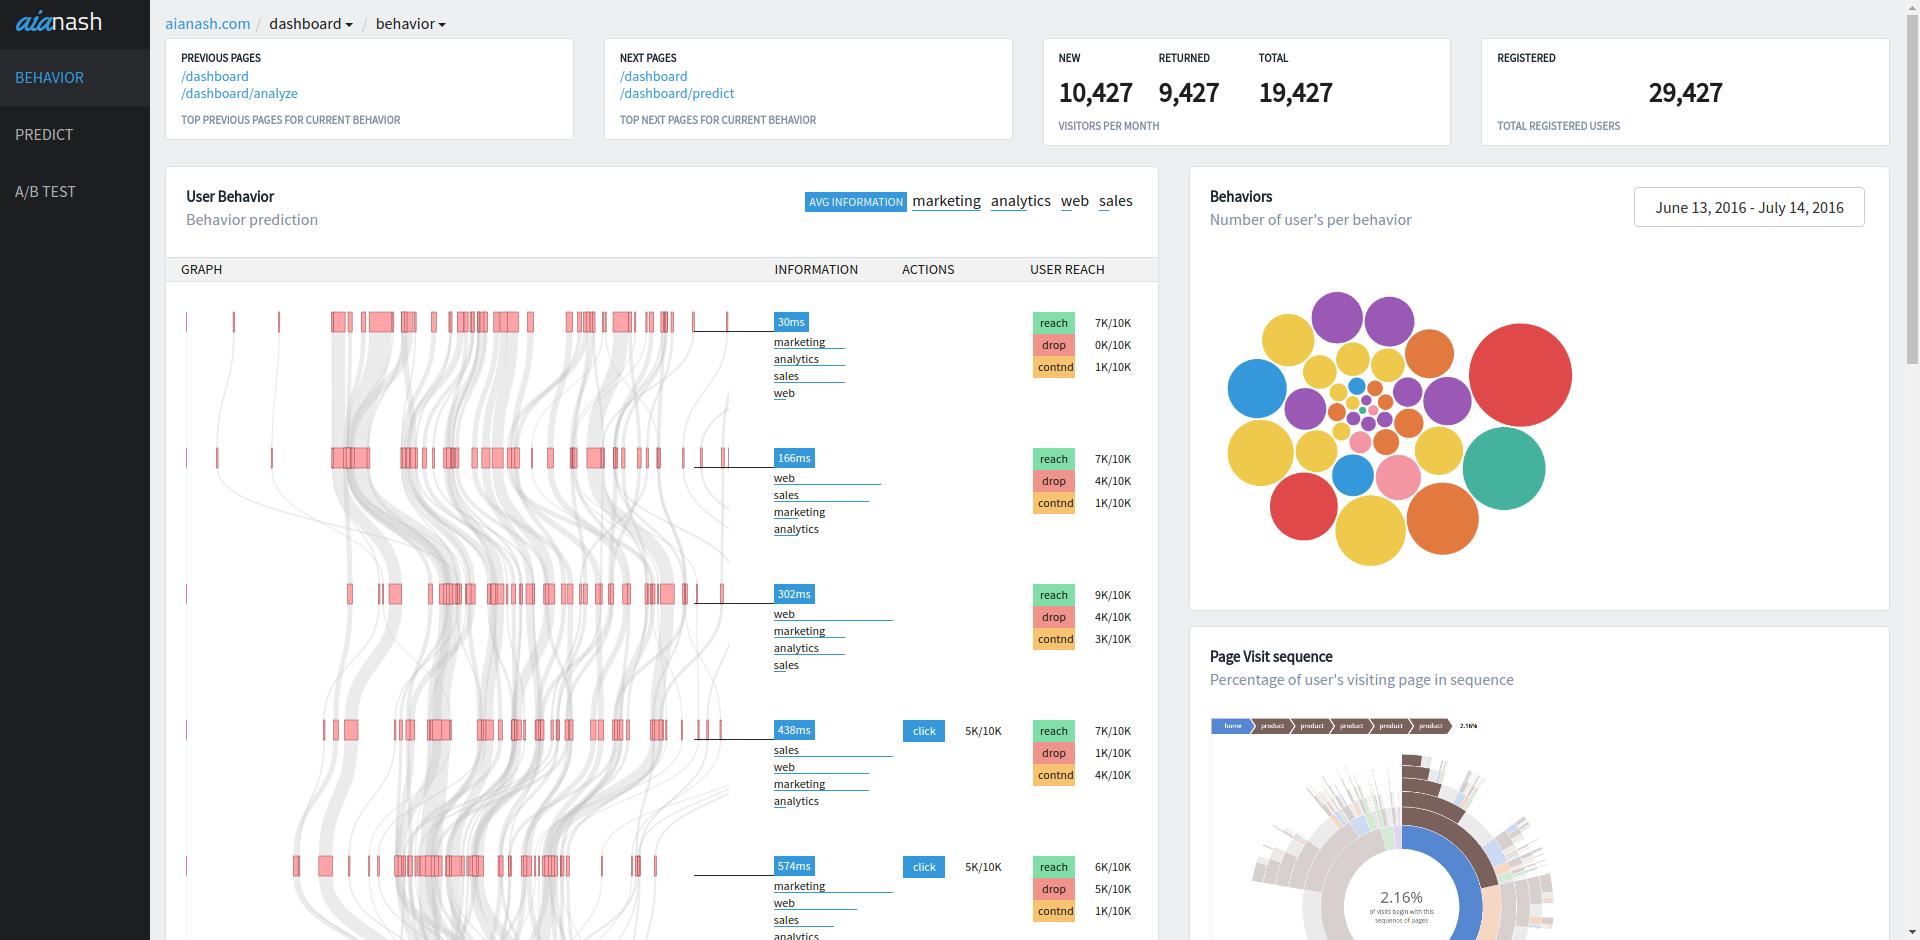 aianash
aianash.com / dashboard / behavior
BEHAVIOR
PREDICT
A/B TEST
PREVIOUS PAGES
/dashboard
/dashboard/analyze
TOP PREVIOUS PAGES FOR CURRENT BEHAVIOR
NEXT PAGES
/dashboard
/dashboard/predict
TOP NEXT PAGES FOR CURRENT BEHAVIOR
NEW RETURNED TOTAL
10,427 9,427 19,427
VISITORS PER MONTH
REGISTERED
29,427
TOTAL REGISTERED USERS
User Behavior
Behavior prediction
AVG INFORMATION marketing analytics web sales
GRAPH INFORMATION ACTIONS USER REACH
30ms reach 7K/10K
marketing drop 0K/10K
analytics contnd 1K/10K
sales
web
166ms reach 7K/10K
web drop 4K/10K
sales contnd 1K/10K
marketing
analytics
302ms reach 9K/10K
web drop 4K/10K
marketing contnd 3K/10K
analytics
sales
438ms click 5K/10K reach 7K/10K
sales drop 1K/10K
web contnd 4K/10K
marketing
analytics
574ms click 5K/10K reach 6K/10K
marketing drop 5K/10K
web contnd 1K/10K
sales
analytics
Behaviors
Number of user's per behavior
June 13, 2016 - July 14, 2016
Page Visit sequence
Percentage of user's visiting page in sequence
home product product product product product 2.16%
2.16%
of visits begin with this
sequence of pages